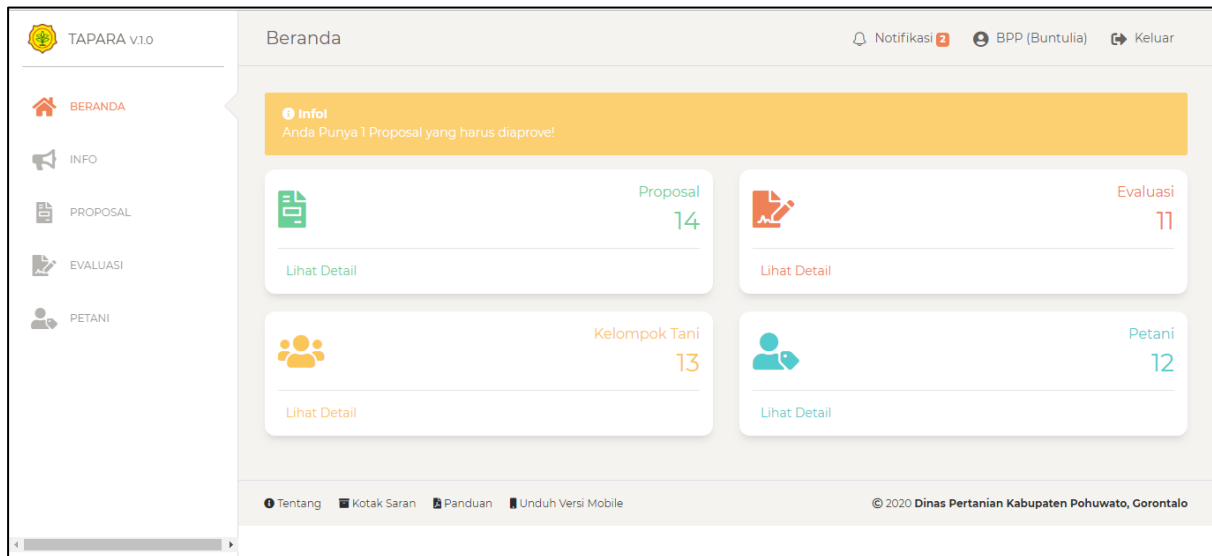 TAPARA V.1.0
Beranda
Notifikasi 2
BPP (Buntulia)
Keluar
BERANDA
INFO
PROPOSAL
EVALUASI
PETANI
Info!
Anda Punya 1 Proposal yang harus diaprove!
Proposal
14
Lihat Detail
Evaluasi
11
Lihat Detail
Kelompok Tani
13
Lihat Detail
Petani
12
Lihat Detail
Tentang Kotak Saran Panduan Unduh Versi Mobile
© 2020 Dinas Pertanian Kabupaten Pohuwato, Gorontalo